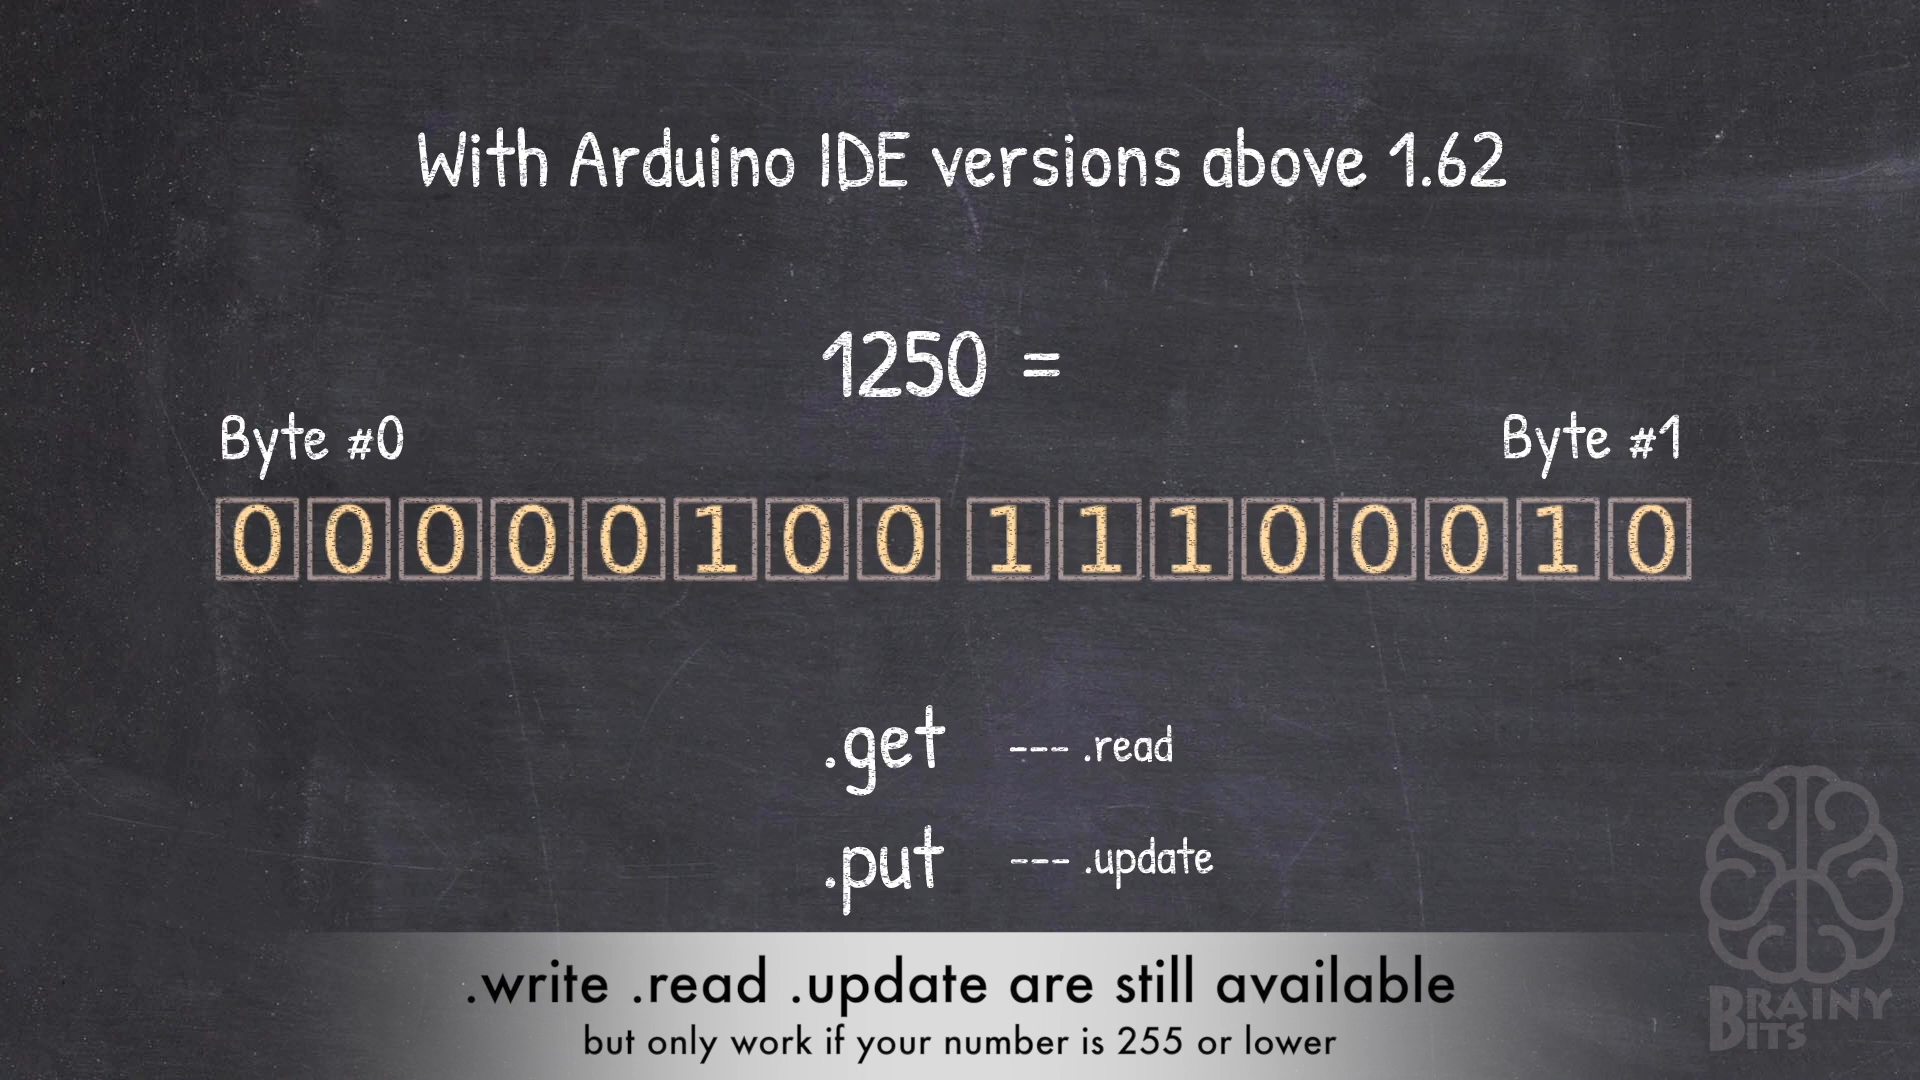 With Arduino IDE versions above 1.62
1250 =
Byte #0 Byte #1
0 0 0 0 0 1 0 0 1 1 1 0 0 0 1 0
.get --- .read
.put --- .update
.write .read .update are still available
but only work if your number is 255 or lower
BRAINY
BITS